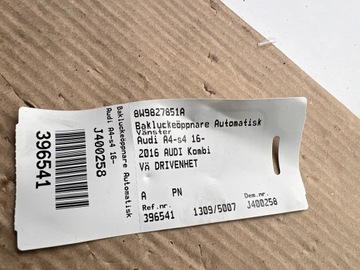 8W9827851A
Bakluckeöppnare Automatisk
Vänster
Audi A4-s4 16-
2016 AUDI Kombi
Vä DRIVENHET
A PN
Ref.nr. Dem.nr.
396541 1309/5007 J400258
Bakluckeöppnare Automatisk
Audi A4-s4 16-
J400258
396541